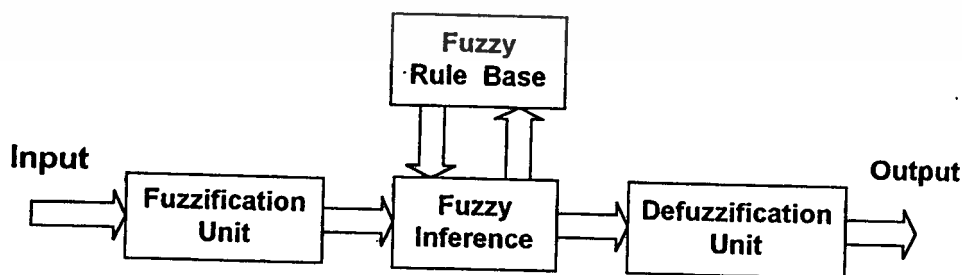 Fuzzy
Rule Base
Input
Fuzzification
Unit
Fuzzy
Inference
Defuzzification
Unit
Output